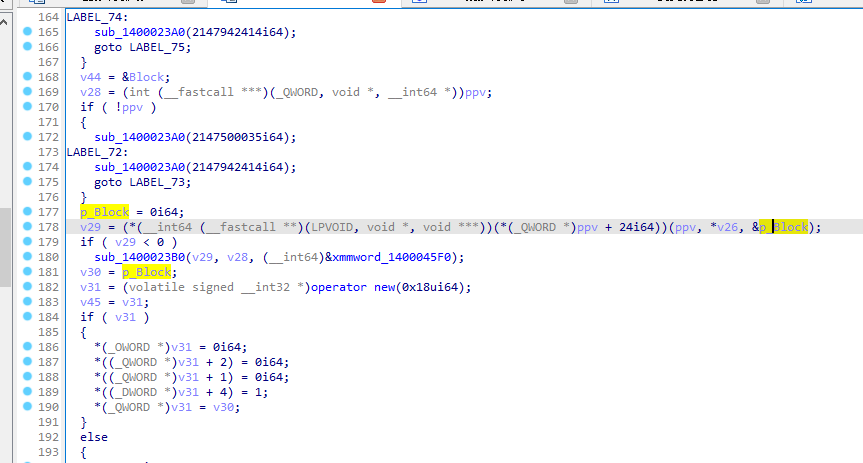 164 LABEL_74:
165 sub_1400023A0(2147942414i64);
166 goto LABEL_75;
167 }
168 v44 = &Block;
169 v28 = (int (__fastcall ***)(_QWORD, void *, __int64 *))ppv;
170 if ( !ppv )
171 {
172 sub_1400023A0(2147500035i64);
173 LABEL_72:
174 sub_1400023A0(2147942414i64);
175 goto LABEL_73;
176 }
177 p_Block = 0i64;
178 v29 = (*(__int64 (__fastcall **)(LPVOID, void *, void ***))(*(_QWORD *)ppv + 24i64))(ppv, *v26, &p_Block);
179 if ( v29 < 0 )
180 sub_1400023B0(v29, v28, (__int64)&xmmword_1400045F0);
181 v30 = p_Block;
182 v31 = (volatile signed __int32 *)operator new(0x18ui64);
183 v45 = v31;
184 if ( v31 )
185 {
186 *(_OWORD *)v31 = 0i64;
187 *((_QWORD *)v31 + 2) = 0i64;
188 *((_QWORD *)v31 + 1) = 0i64;
189 *((_DWORD *)v31 + 4) = 1;
190 *(_QWORD *)v31 = v30;
191 }
192 else
193 {